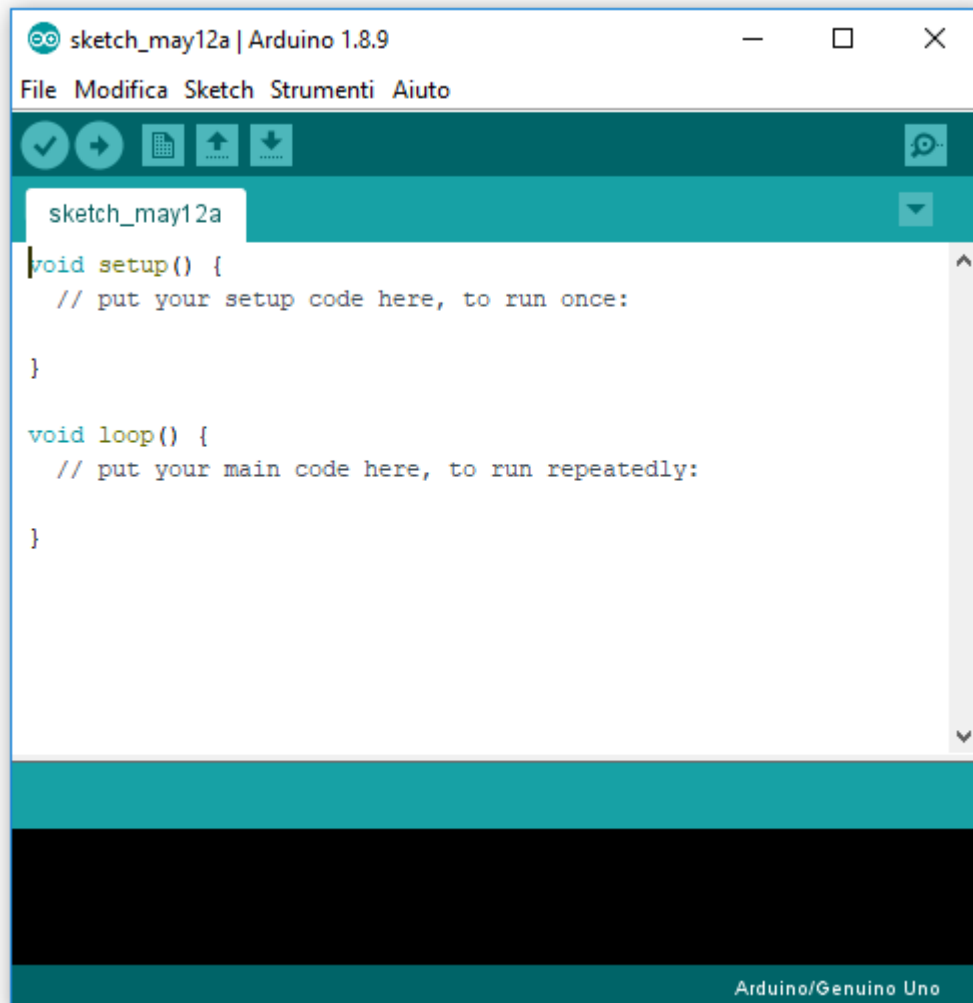 sketch_may12a | Arduino 1.8.9
File Modifica Sketch Strumenti Aiuto
sketch_may12a
void setup() {
  // put your setup code here, to run once:
}
void loop() {
  // put your main code here, to run repeatedly:
}
Arduino/Genuino Uno